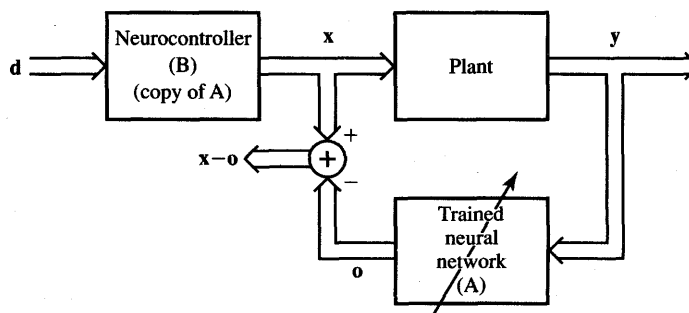 Neurocontroller
(B)
(copy of A)
d
x
Plant
y
+
+
x–o
−
Trained
neural
network
(A)
o